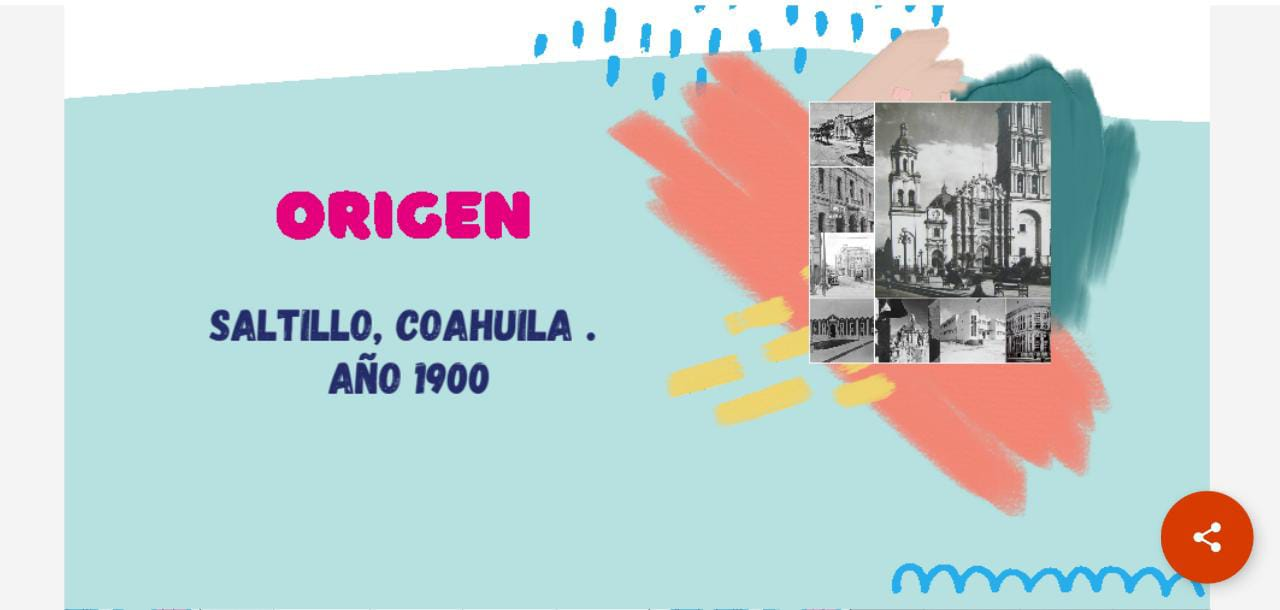 ORIGEN
SALTILLO, COAHUILA .
AÑO 1900